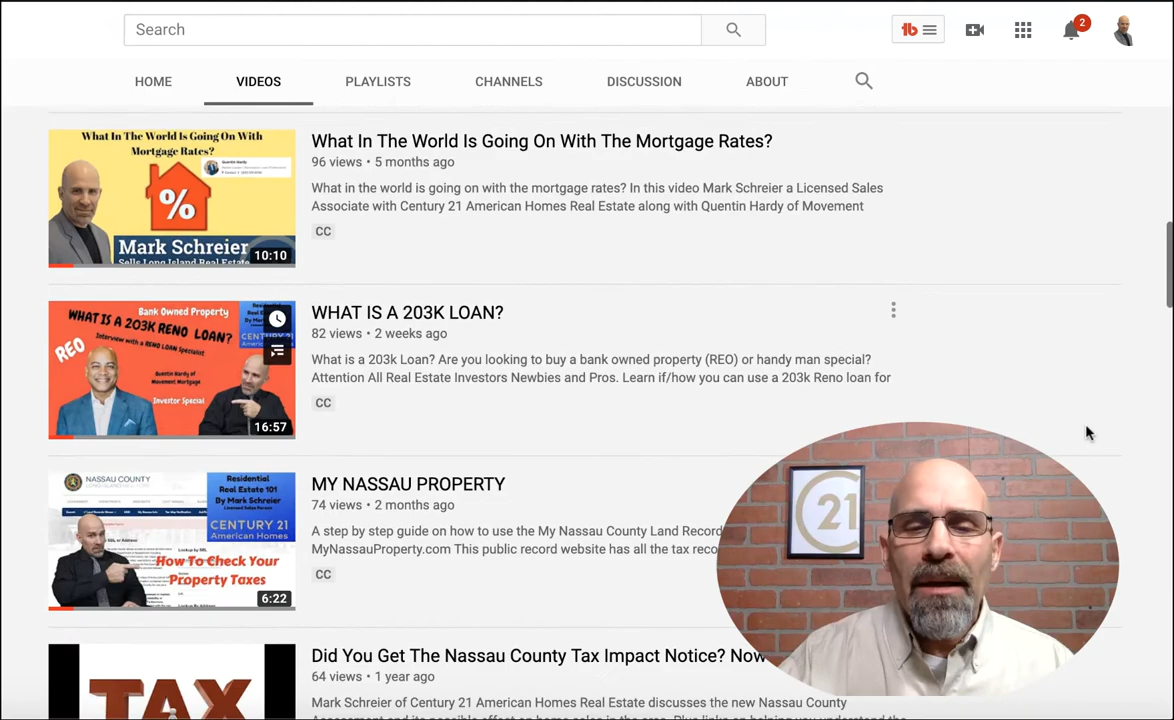 Search
2
HOME
VIDEOS
PLAYLISTS
CHANNELS
DISCUSSION
ABOUT
What In The World Is Going On With
Mortgage Rates?
Quentin Hardy
%
Mark Schreier
Sells Long Island Real Estate
10:10
What In The World Is Going On With The Mortgage Rates?
96 views • 5 months ago
What in the world is going on with the mortgage rates? In this video Mark Schreier a Licensed Sales
Associate with Century 21 American Homes Real Estate along with Quentin Hardy of Movement
CC
Bank Owned Property
WHAT IS A 203K RENO LOAN?
Interview with a RENO LOAN Specialist
REO
Quentin Hardy of
Movement Mortgage
Investor Special
16:57
WHAT IS A 203K LOAN?
82 views • 2 weeks ago
What is a 203k Loan? Are you looking to buy a bank owned property (REO) or handy man special?
Attention All Real Estate Investors Newbies and Pros. Learn if/how you can use a 203k Reno loan for
CC
NASSAU COUNTY
Residential
Real Estate 101
By Mark Schreier
Licensed Sales Person
CENTURY 21
American Homes
How To Check Your
Property Taxes
6:22
MY NASSAU PROPERTY
74 views • 2 months ago
A step by step guide on how to use the My Nassau County Land Record
MyNassauProperty.com This public record website has all the tax reco
CC
C21
TAX
Did You Get The Nassau County Tax Impact Notice? Now
64 views • 1 year ago
Mark Schreier of Century 21 American Homes Real Estate discusses the new Nassau County